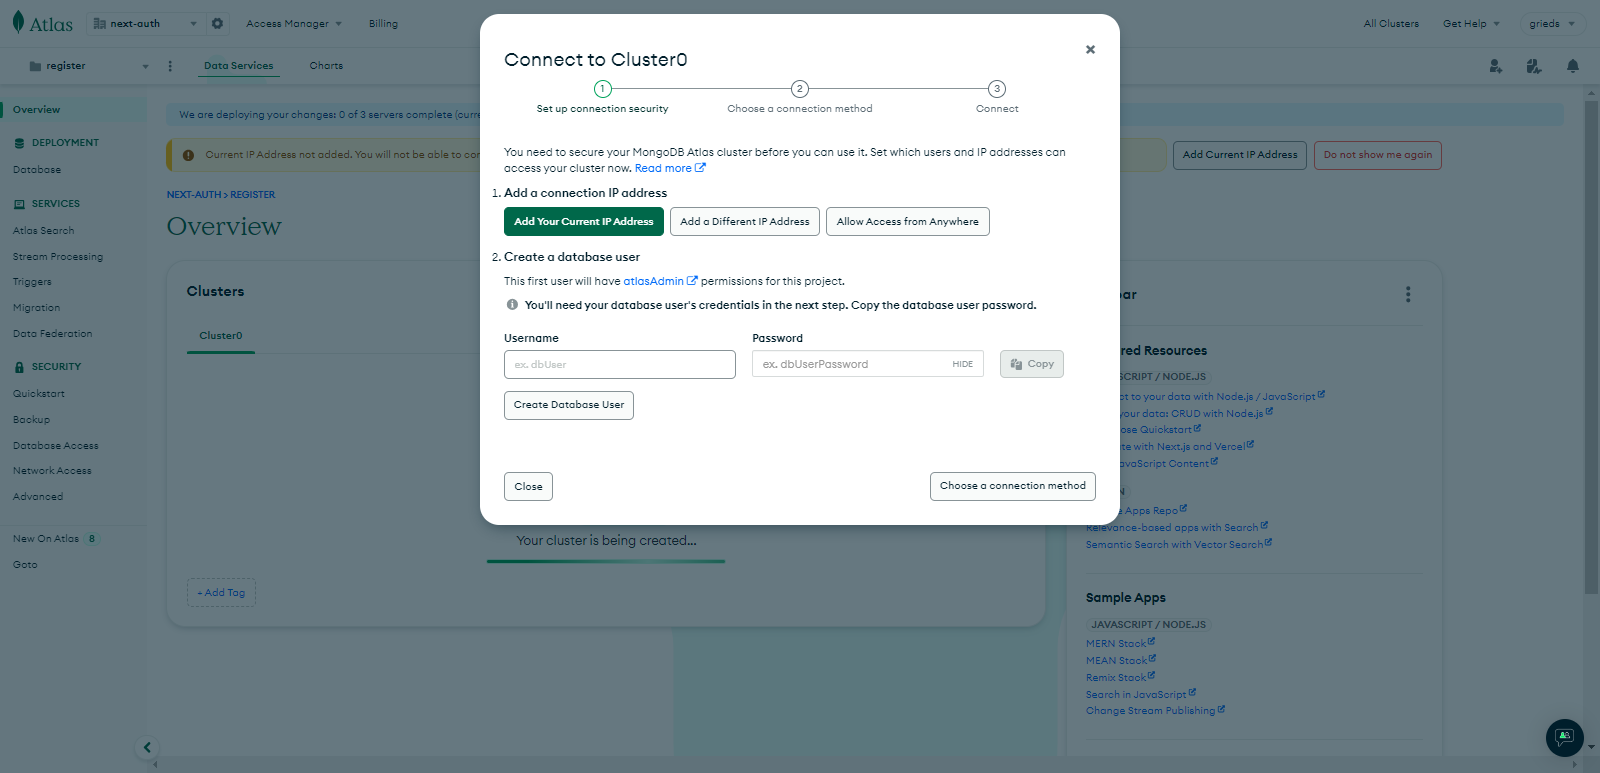 Atlas
next-auth
Access Manager
Billing
All Clusters
Get Help
grieds
register
Data Services
Charts
Overview
DEPLOYMENT
Database
SERVICES
Atlas Search
Stream Processing
Triggers
Migration
Data Federation
SECURITY
Quickstart
Backup
Database Access
Network Access
Advanced
New On Atlas 8
Goto
We are deploying your changes: 0 of 3 servers complete (curre
Current IP Address not added. You will not be able to con
Add Current IP Address
Do not show me again
NEXT-AUTH > REGISTER
Overview
Clusters
Cluster0
Your cluster is being created...
+ Add Tag
Connect to Cluster0
1
2
3
Set up connection security
Choose a connection method
Connect
You need to secure your MongoDB Atlas cluster before you can use it. Set which users and IP addresses can
access your cluster now. Read more
1. Add a connection IP address
Add Your Current IP Address
Add a Different IP Address
Allow Access from Anywhere
2. Create a database user
This first user will have atlasAdmin permissions for this project.
You'll need your database user's credentials in the next step. Copy the database user password.
Username
Password
ex. dbUser
ex. dbUserPassword
HIDE
Copy
Create Database User
Close
Choose a connection method
ar
red Resources
SCRIPT / NODE.JS
ct to your data with Node.js / JavaScript
your data: CRUD with Node.js
ose Quickstart
te with Next.js and Vercel
avaScript Content
N
e Apps Repo
Relevance-based apps with Search
Semantic Search with Vector Search
Sample Apps
JAVASCRIPT / NODE.JS
MERN Stack
MEAN Stack
Remix Stack
Search in JavaScript
Change Stream Publishing